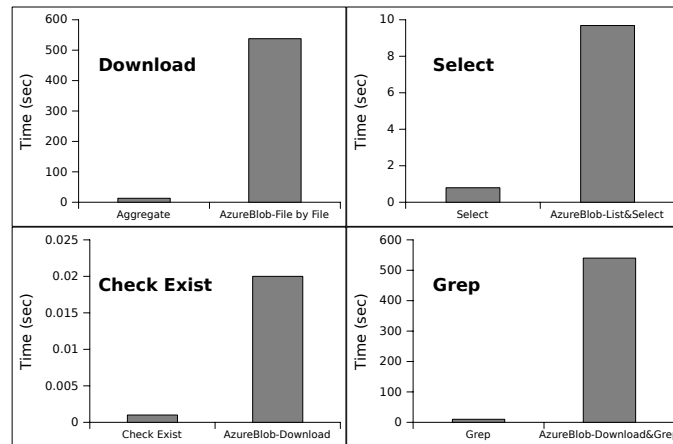 Download
Time (sec)
600
500
400
300
200
100
0
Aggregate
AzureBlob-File by File
Select
Time (sec)
10
8
6
4
2
0
Select
AzureBlob-List&Select
Check Exist
Time (sec)
0.025
0.02
0.015
0.01
0.005
0
Check Exist
AzureBlob-Download
Grep
Time (sec)
600
500
400
300
200
100
0
Grep
AzureBlob-Download&Grep